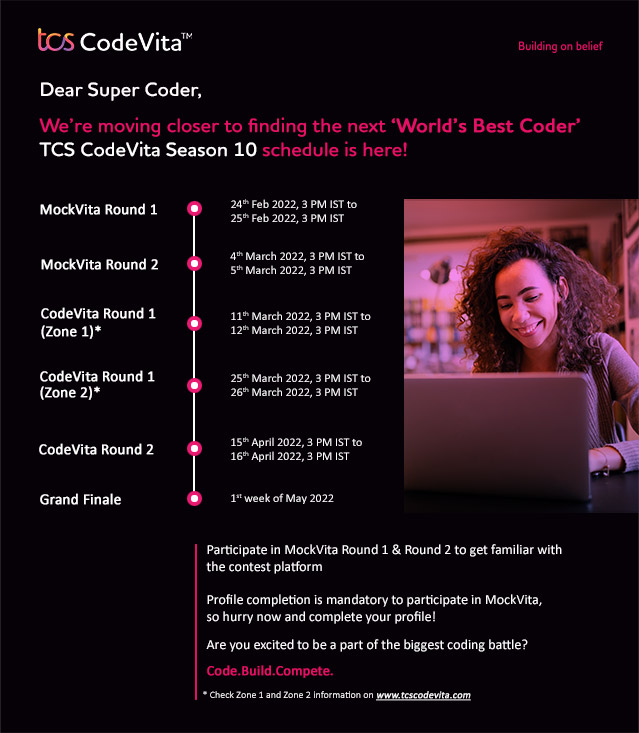 tcs CodeVita™
Building on belief
Dear Super Coder,
We're moving closer to finding the next 'World's Best Coder'
TCS CodeVita Season 10 schedule is here!
MockVita Round 1
24th Feb 2022, 3 PM IST to
25th Feb 2022, 3 PM IST
MockVita Round 2
4th March 2022, 3 PM IST to
5th March 2022, 3 PM IST
CodeVita Round 1
(Zone 1)*
11th March 2022, 3 PM IST to
12th March 2022, 3 PM IST
CodeVita Round 1
(Zone 2)*
25th March 2022, 3 PM IST to
26th March 2022, 3 PM IST
CodeVita Round 2
15th April 2022, 3 PM IST to
16th April 2022, 3 PM IST
Grand Finale
1st week of May 2022
Participate in MockVita Round 1 & Round 2 to get familiar with
the contest platform
Profile completion is mandatory to participate in MockVita,
so hurry now and complete your profile!
Are you excited to be a part of the biggest coding battle?
Code.Build.Compete.
* Check Zone 1 and Zone 2 information on www.tcscodevita.com